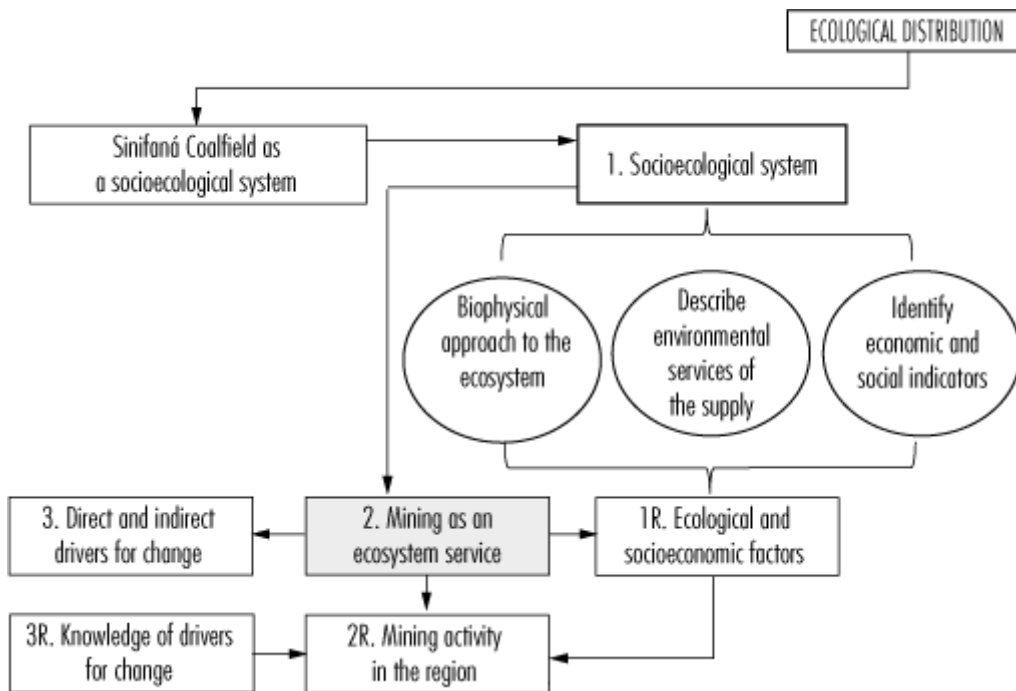 ECOLOGICAL DISTRIBUTION
Sinifaná Coalfield as
a socioecological system
1. Socioecological system
Biophysical
approach to the
ecosystem
Describe
environmental
services of
the supply
Identify
economic and
social indicators
3. Direct and indirect
drivers for change
2. Mining as an
ecosystem service
1R. Ecological and
socioeconomic factors
3R. Knowledge of drivers
for change
2R. Mining activity
in the region